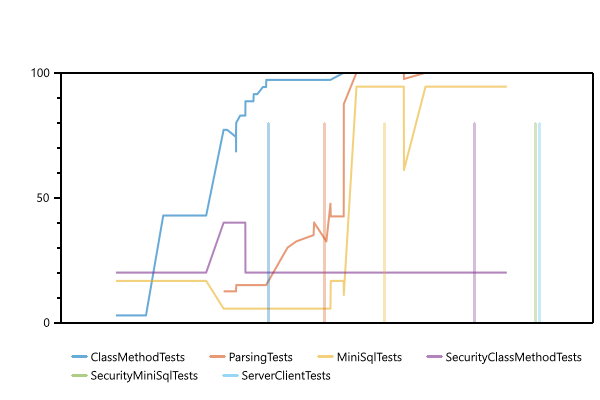 100
50
0
ClassMethodTests ParsingTests MiniSqlTests SecurityClassMethodTests
SecurityMiniSqlTests ServerClientTests